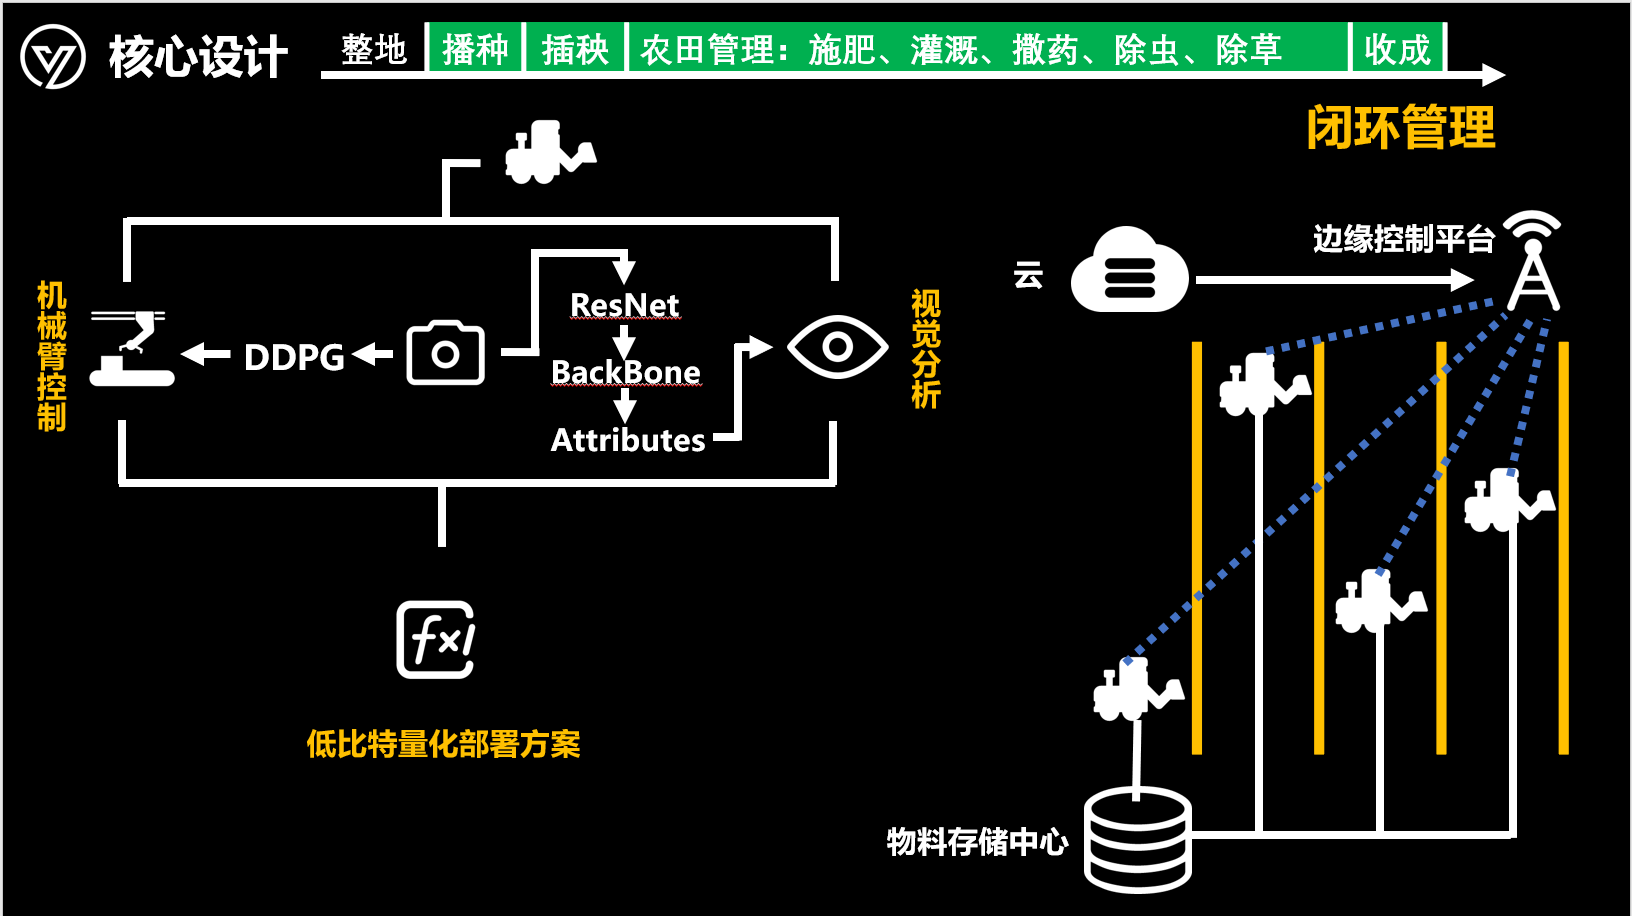 核心设计
整地 播种 插秧 农田管理：施肥、灌溉、撒药、除虫、除草 收成
闭环管理
边缘控制平台
云
机械臂控制
DDPG
ResNet
BackBone
Attributes
视觉分析
fx
低比特量化部署方案
物料存储中心